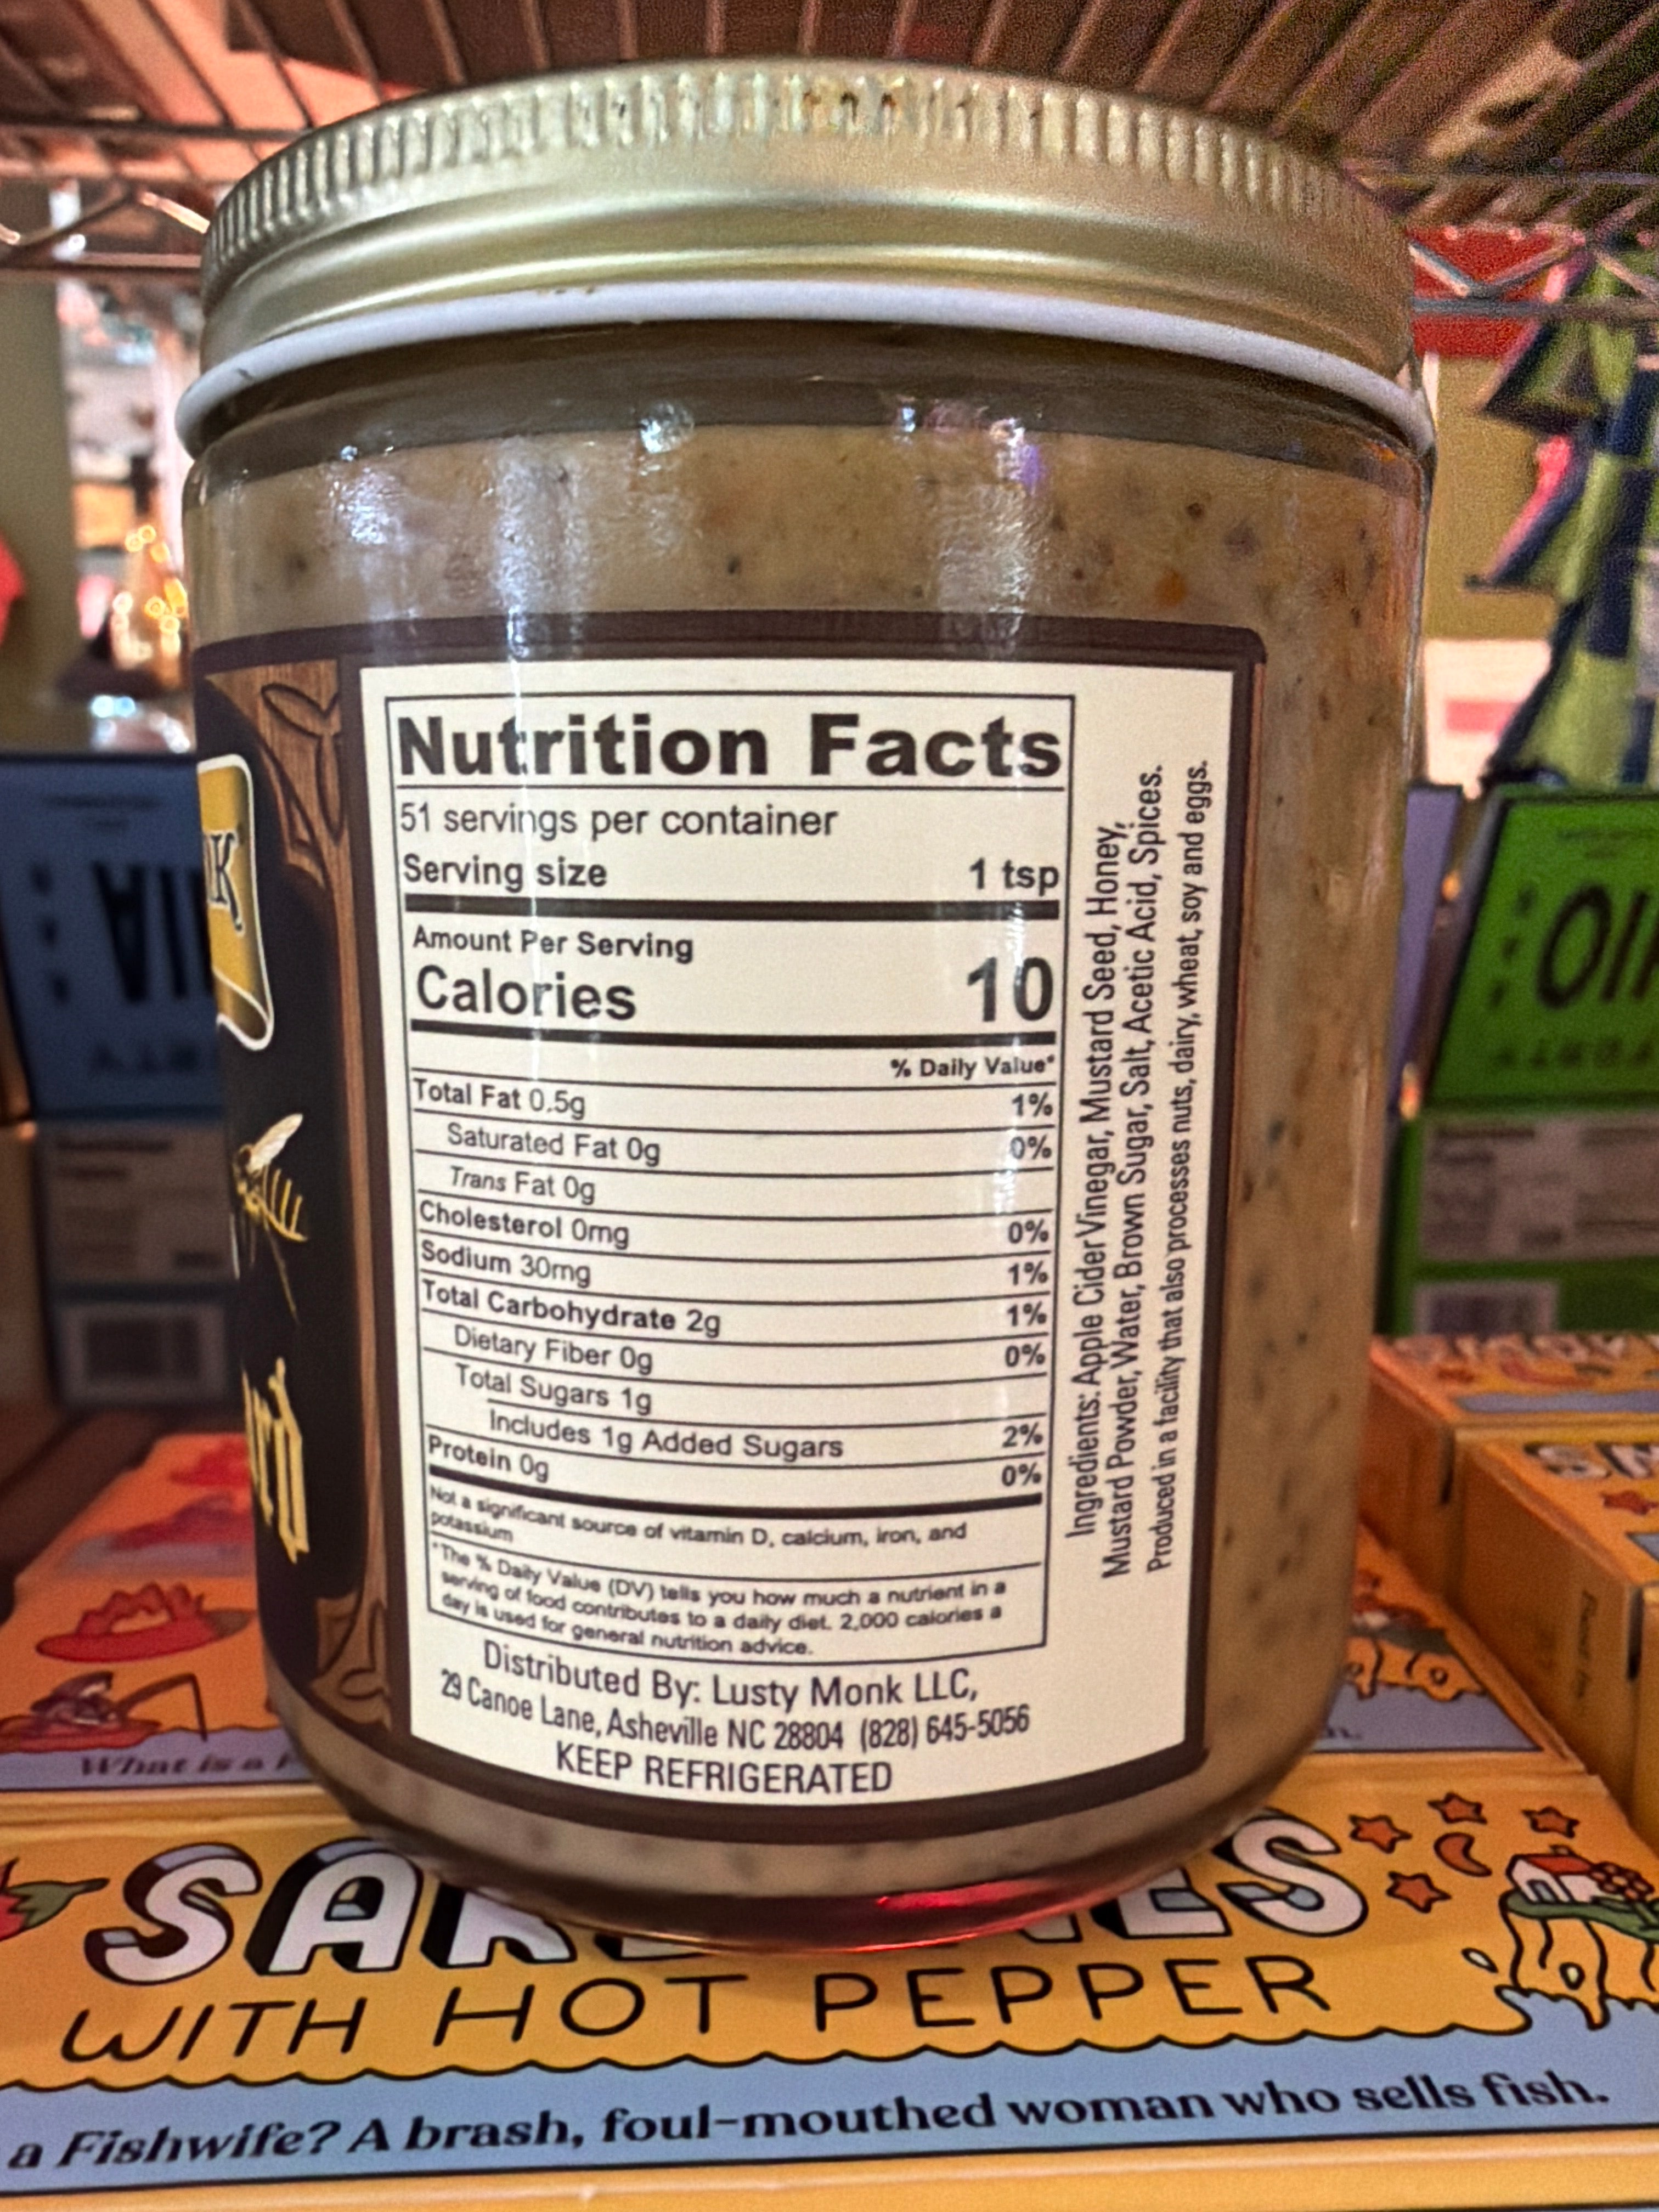 Nutrition Facts
51 servings per container
Serving size 1 tsp
Amount Per Serving
Calories 10
% Daily Value*
Total Fat 0.5g 1%
Saturated Fat 0g 0%
Trans Fat 0g
Cholesterol 0mg 0%
Sodium 30mg 1%
Total Carbohydrate 2g 1%
Dietary Fiber 0g 0%
Total Sugars 1g
Includes 1g Added Sugars 2%
Protein 0g 0%
Not a significant source of vitamin D, calcium, iron, and
potassium
*The % Daily Value (DV) tells you how much a nutrient in a
serving of food contributes to a daily diet. 2,000 calories a
day is used for general nutrition advice.
Distributed By: Lusty Monk LLC,
29 Canoe Lane, Asheville NC 28804 (828) 645-5056
KEEP REFRIGERATED
Ingredients: Apple Cider Vinegar, Mustard Seed, Honey,
Mustard Powder, Water, Brown Sugar, Salt, Acetic Acid, Spices.
Produced in a facility that also processes nuts, dairy, wheat, soy and eggs.
What is a
WITH HOT PEPPER
a Fishwife? A brash, foul-mouthed woman who sells fish.